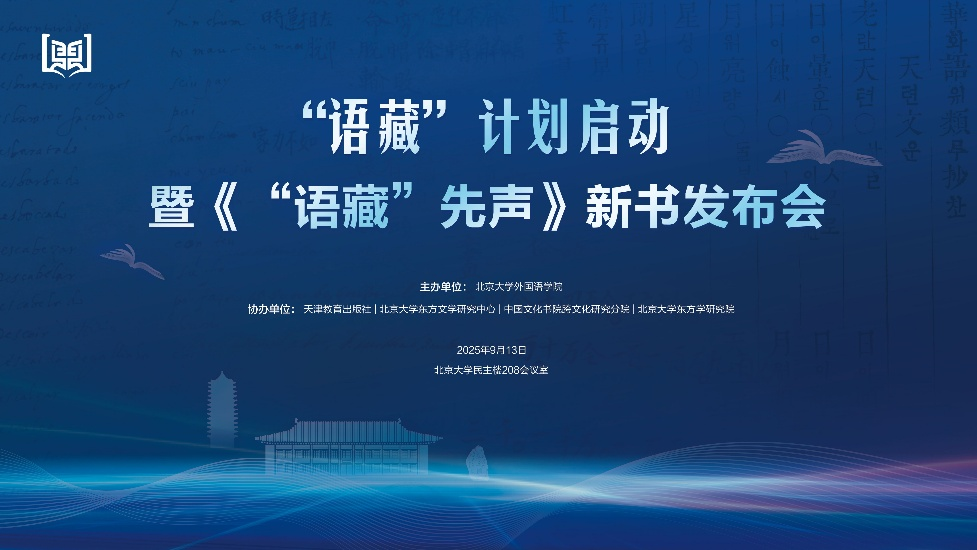 “语藏”计划启动
暨《“语藏”先声》新书发布会
主办单位： 北京大学外国语学院
协办单位： 天津教育出版社 | 北京大学东方文学研究中心 | 中国文化书院跨文化研究分院 | 北京大学东方学研究院
2025年9月13日
北京大学民主楼208会议室